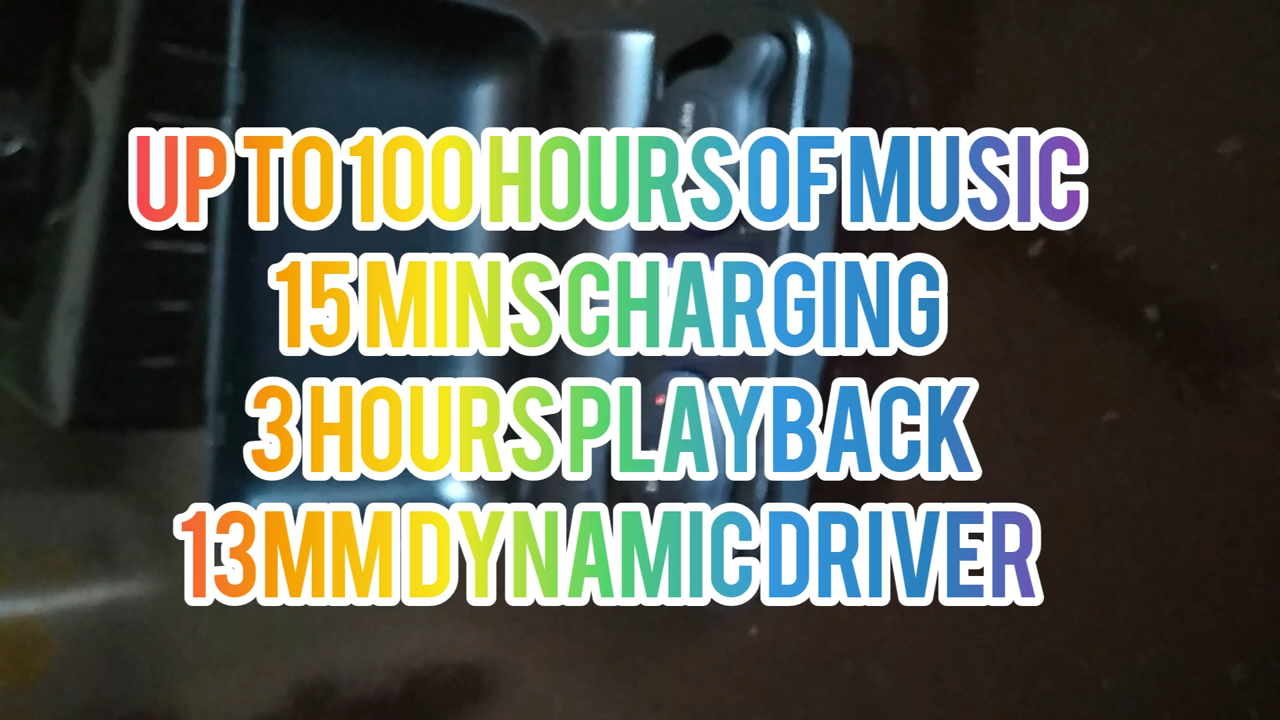 UP TO 100 HOURS OF MUSIC
15 MINS CHARGING
3 HOURS PLAYBACK
13MM DYNAMIC DRIVER